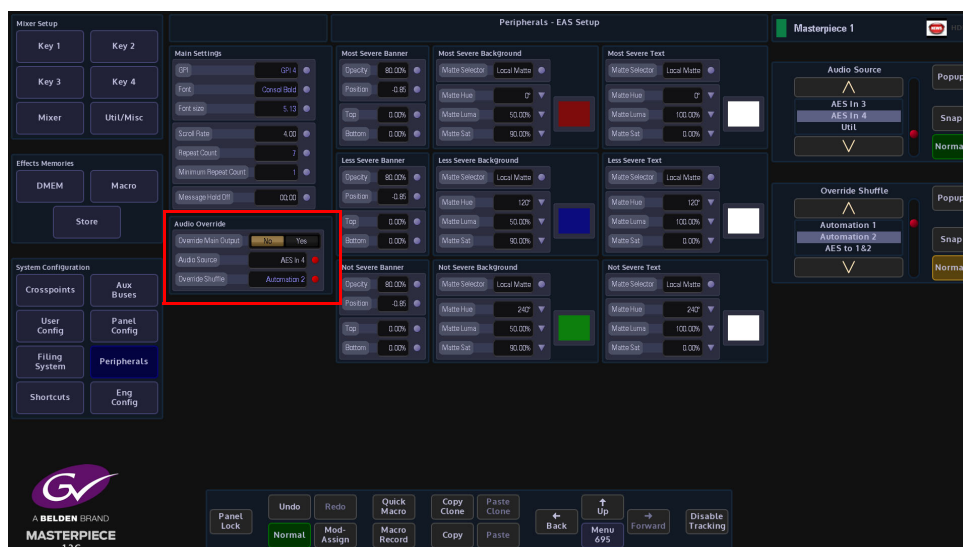 Mixer Setup
Key 1
Key 2
Key 3
Key 4
Mixer
Util/Misc
Effects Memories
DMEM
Macro
Store
System Configuration
Crosspoints
Aux
Buses
User
Config
Panel
Config
Filing
System
Peripherals
Shortcuts
Eng
Config
GV
A BELDEN BRAND
MASTERPIECE
Peripherals - EAS Setup
Main Settings
GPI GPI 4
Font Consol Bold
Font size 5.13
Scroll Rate 4.00
Repeat Count 7
Minimum Repeat Count 1
Message Hold Off 00:00
Audio Override
Override Main Output No Yes
Audio Source AES In 4
Override Shuffle Automation 2
Most Severe Banner
Opacity 80.00%
Position -0.85
Top 0.00%
Bottom 0.00%
Most Severe Background
Matte Selector Local Matte
Matte Hue 0°
Matte Luma 50.00%
Matte Sat 90.00%
Most Severe Text
Matte Selector Local Matte
Matte Hue 0°
Matte Luma 100.00%
Matte Sat 0.00%
Less Severe Banner
Opacity 80.00%
Position -0.85
Top 0.00%
Bottom 0.00%
Less Severe Background
Matte Selector Local Matte
Matte Hue 120°
Matte Luma 50.00%
Matte Sat 90.00%
Less Severe Text
Matte Selector Local Matte
Matte Hue 120°
Matte Luma 100.00%
Matte Sat 0.00%
Not Severe Banner
Opacity 80.00%
Position -0.85
Top 0.00%
Bottom 0.00%
Not Severe Background
Matte Selector Local Matte
Matte Hue 240°
Matte Luma 50.00%
Matte Sat 90.00%
Not Severe Text
Matte Selector Local Matte
Matte Hue 240°
Matte Luma 100.00%
Matte Sat 0.00%
Masterpiece 1
HD
Audio Source
AES In 3
AES In 4
Util
Popup
Snap
Norma
Override Shuffle
Automation 1
Automation 2
AES to 1&2
Popup
Snap
Norma
Panel
Lock
Undo
Redo
Normal
Mod-
Assign
Quick
Macro
Macro
Record
Copy
Clone
Paste
Clone
Copy
Paste
Back
Up
Menu
695
Forward
Disable
Tracking